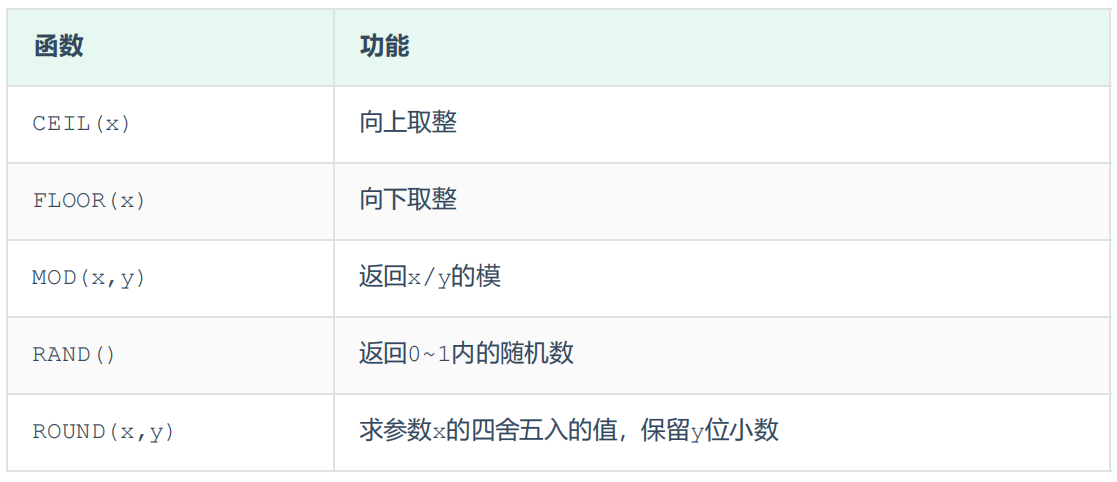 函数 功能
CEIL(x) 向上取整
FLOOR(x) 向下取整
MOD(x,y) 返回x/y的模
RAND() 返回0~1内的随机数
ROUND(x,y) 求参数x的四舍五入的值，保留y位小数